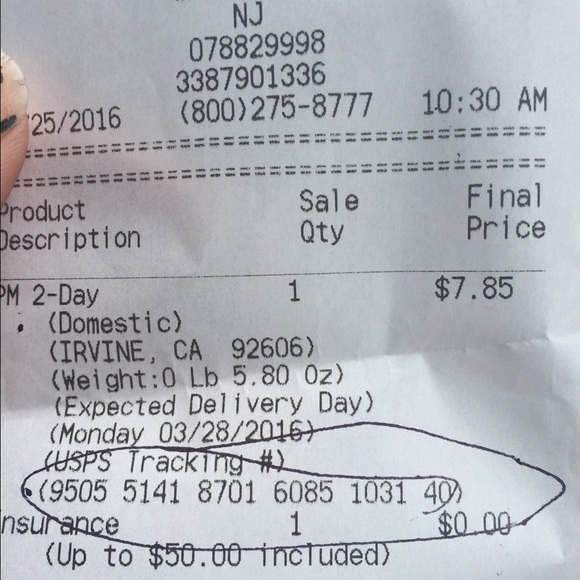 NJ
078829998
3387901336
25/2016 (800)275-8777 10:30 AM
================================================
================================================
Product Sale Final
Description Qty Price
PM 2-Day 1 $7.85
(Domestic)
(IRVINE, CA 92606)
(Weight:0 Lb 5.80 Oz)
(Expected Delivery Day)
(Monday 03/28/2016)
(USPS Tracking #)
(9505 5141 8701 6085 1031 40)
Insurance 1 $0.00
(Up to $50.00 included)